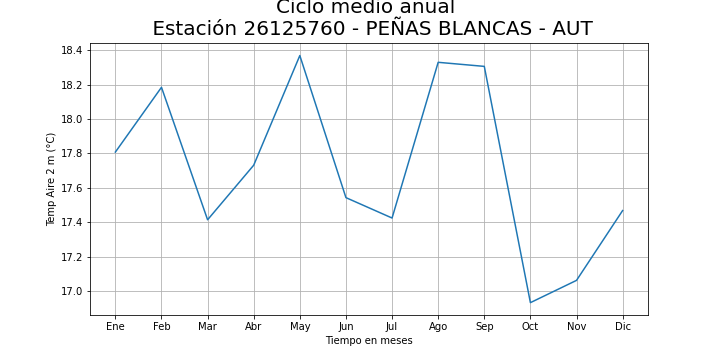 Ciclo medio anual
Estación 26125760 - PEÑAS BLANCAS - AUT
Temp Aire 2 m (°C)
18.4
18.2
18.0
17.8
17.6
17.4
17.2
17.0
Ene Feb Mar Abr May Jun Jul Ago Sep Oct Nov Dic
Tiempo en meses